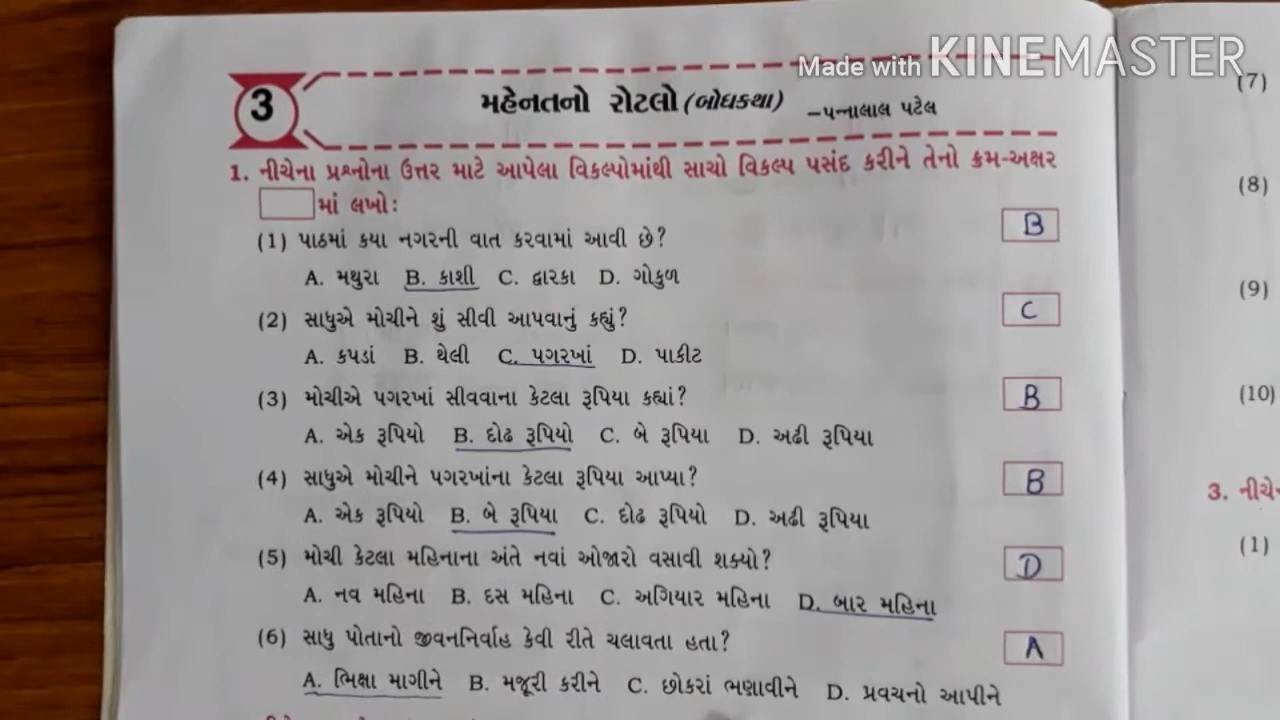 Made with KINEMASTER
3
મહેનતનો રોટલો (બોધકથા) –પન્નાલાલ પટેલ
1. નીચેના પ્રશ્નોના ઉત્તર માટે આપેલા વિકલ્પોમાંથી સાચો વિકલ્પ પસંદ કરીને તેનો ક્રમ-અક્ષર
માં લખો:
(1) પાઠમાં કયા નગરની વાત કરવામાં આવી છે? B
A. મથુરા B. કાશી C. દ્વારકા D. ગોકુળ
(2) સાધુએ મોચીને શું સીવી આપવાનું કહ્યું? C
A. કપડાં B. થેલી C. પગરખાં D. પાકીટ
(3) મોચીએ પગરખાં સીવવાના કેટલા રૂપિયા કહ્યાં? B
A. એક રૂપિયો B. દોઢ રૂપિયો C. બે રૂપિયા D. અઢી રૂપિયા
(4) સાધુએ મોચીને પગરખાંના કેટલા રૂપિયા આપ્યા? B
A. એક રૂપિયો B. બે રૂપિયા C. દોઢ રૂપિયો D. અઢી રૂપિયા
(5) મોચી કેટલા મહિનાના અંતે નવાં ઓજારો વસાવી શક્યો? D
A. નવ મહિના B. દસ મહિના C. અગિયાર મહિના D. બાર મહિના
(6) સાધુ પોતાનો જીવનનિર્વાહ કેવી રીતે ચલાવતા હતા? A
A. ભિક્ષા માગીને B. મજૂરી કરીને C. છોકરાં ભણાવીને D. પ્રવચનો આપીને
(7)
(8)
(9)
(10)
3. નીચે
(1)